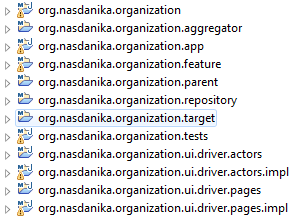 org.nasdanika.organization
org.nasdanika.organization.aggregator
org.nasdanika.organization.app
org.nasdanika.organization.feature
org.nasdanika.organization.parent
org.nasdanika.organization.repository
org.nasdanika.organization.target
org.nasdanika.organization.tests
org.nasdanika.organization.ui.driver.actors
org.nasdanika.organization.ui.driver.actors.impl
org.nasdanika.organization.ui.driver.pages
org.nasdanika.organization.ui.driver.pages.impl